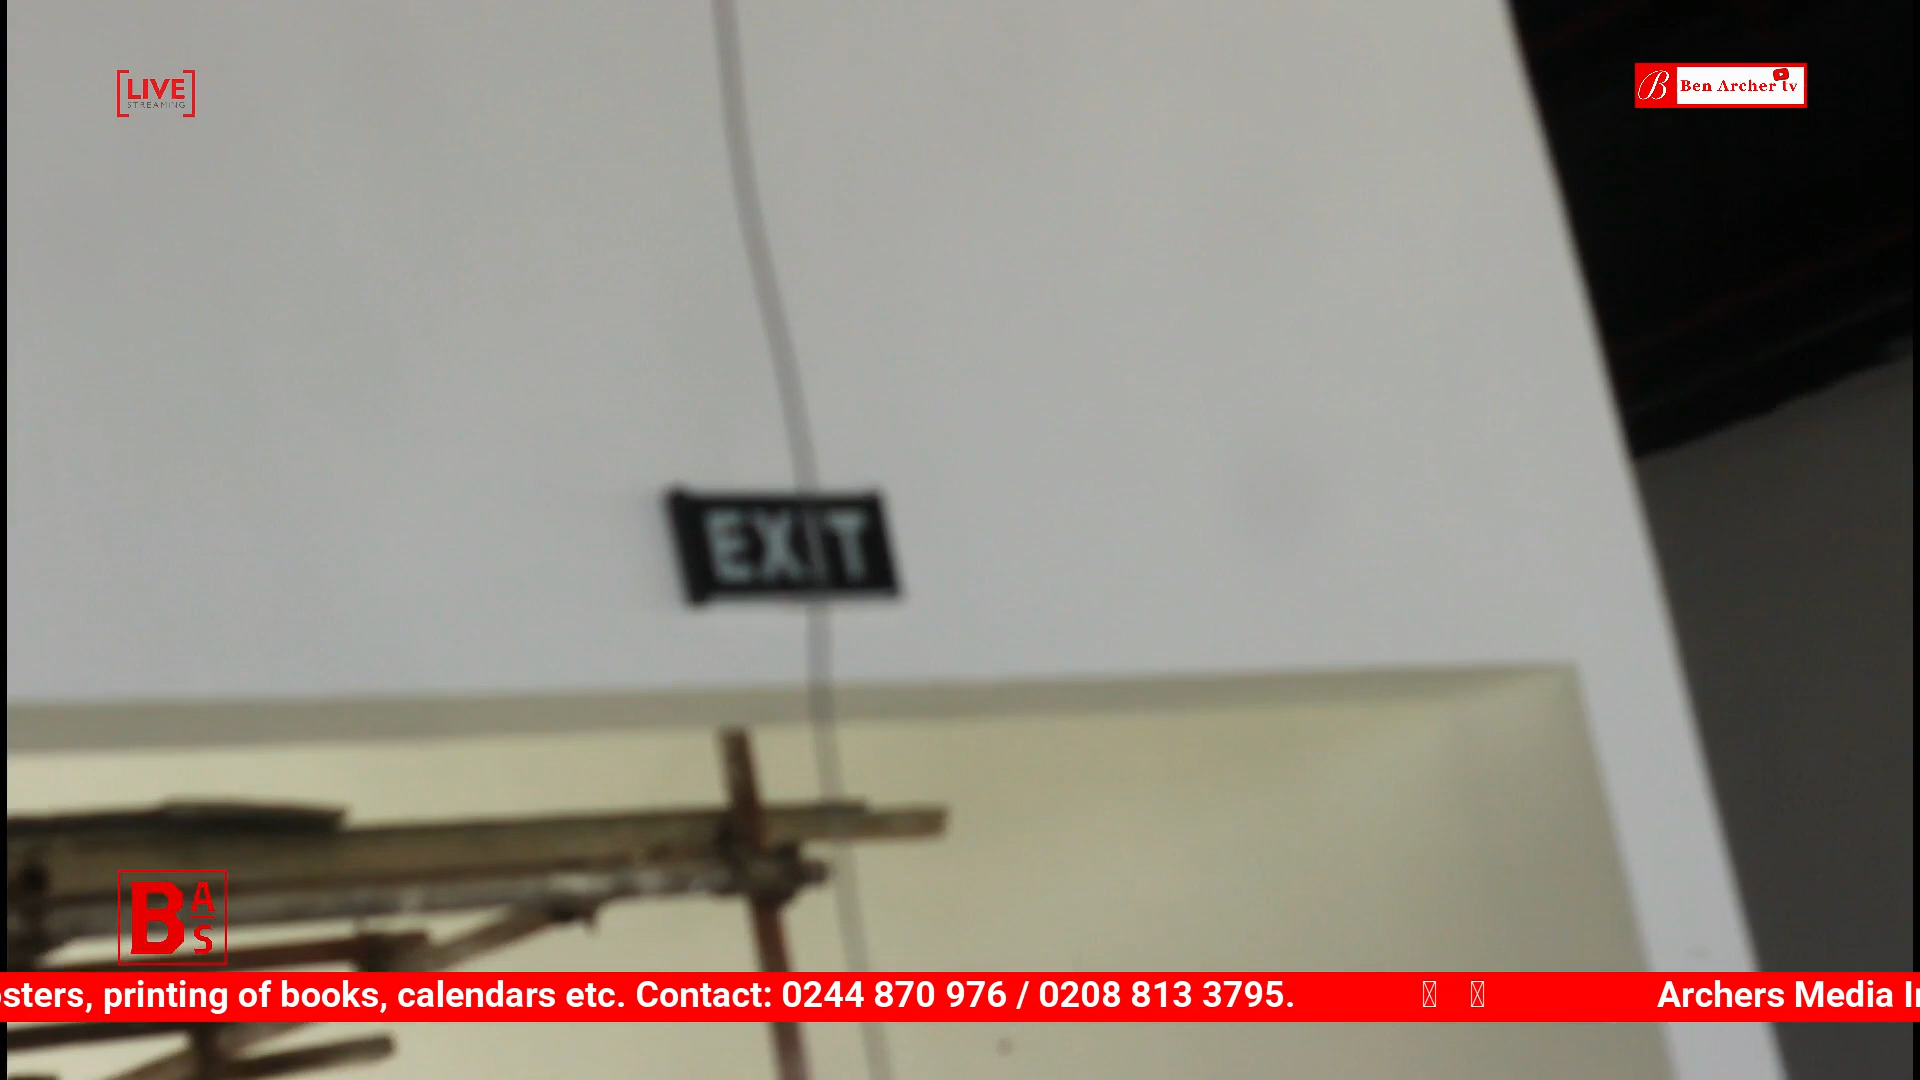 LIVE
STREAMING
B Ben Archer tv
EXIT
B A S
sters, printing of books, calendars etc. Contact: 0244 870 976 / 0208 813 3795.
Archers Media